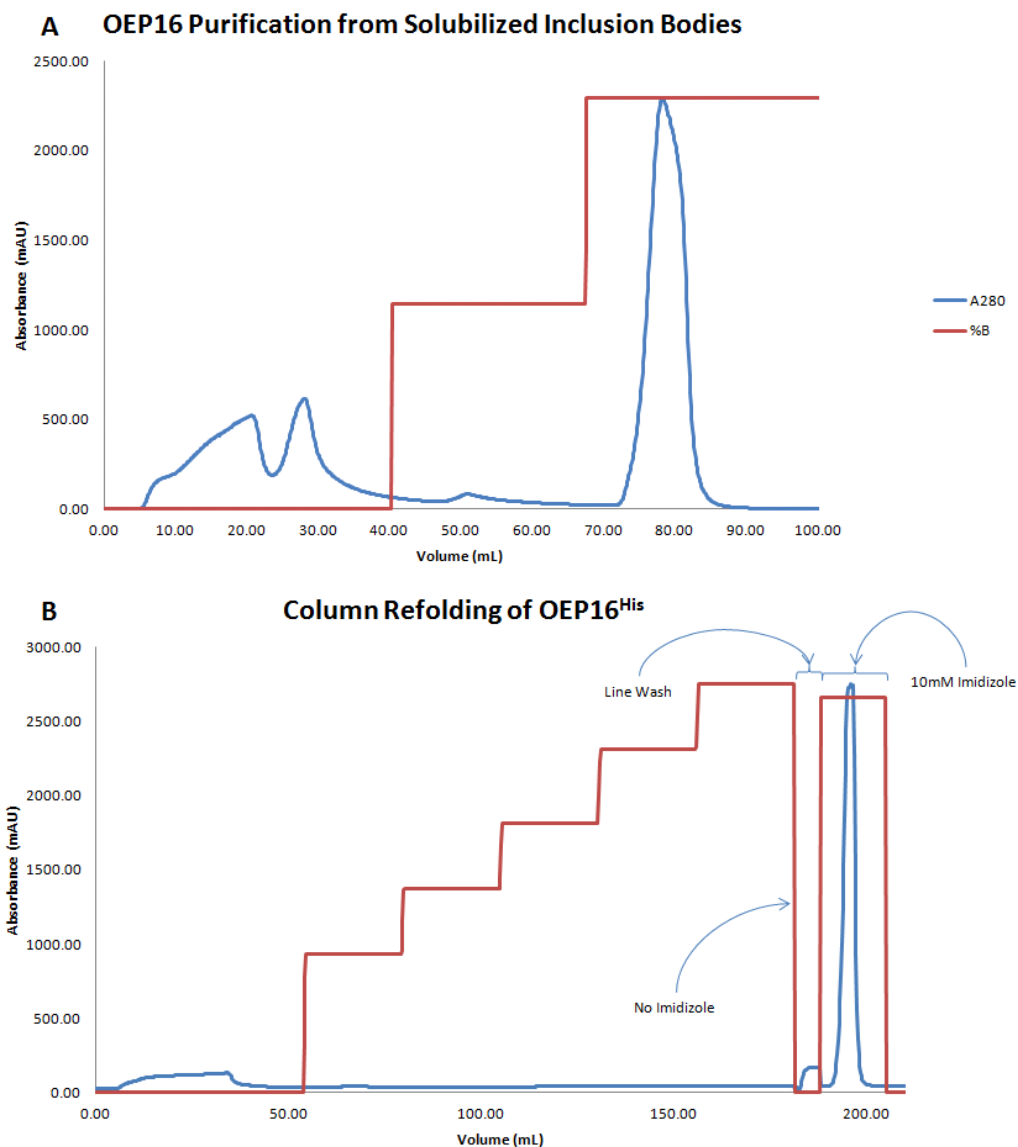 A OEP16 Purification from Solubilized Inclusion Bodies
2500.00
2000.00
1500.00
1000.00
500.00
0.00
Absorbance (mAU)
0.00 10.00 20.00 30.00 40.00 50.00 60.00 70.00 80.00 90.00 100.00
Volume (mL)
A280
%B
B Column Refolding of OEP16His
3000.00
2500.00
2000.00
1500.00
1000.00
500.00
0.00
Absorbance (mAU)
Line Wash
10mM Imidizole
No Imidizole
0.00 50.00 100.00 150.00 200.00
Volume (mL)